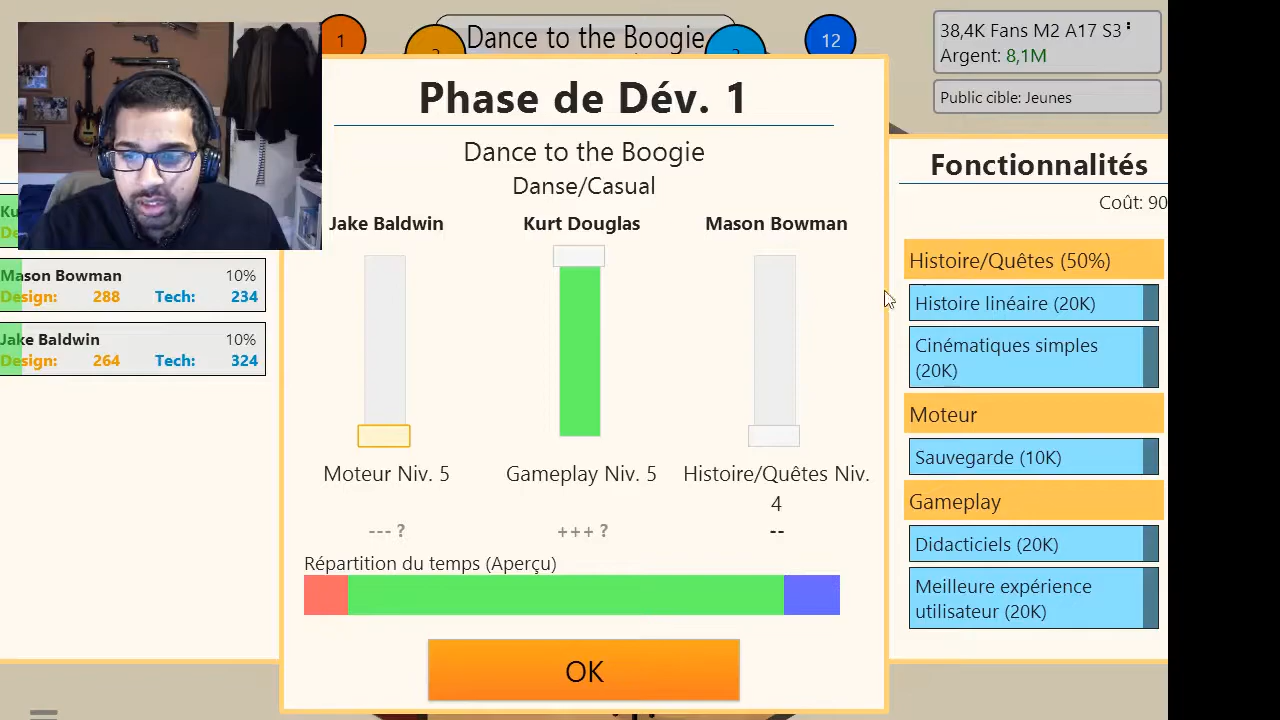 1
Dance to the Boogie
12
38,4K Fans M2 A17 S3
Argent: 8,1M
Public cible: Jeunes
Phase de Dév. 1
Dance to the Boogie
Danse/Casual
Jake Baldwin
Kurt Douglas
Mason Bowman
Moteur Niv. 5
Gameplay Niv. 5
Histoire/Quêtes Niv.
4
--- ?
+++ ?
--
Répartition du temps (Aperçu)
OK
Ku
De
Mason Bowman 10%
Design: 288 Tech: 234
Jake Baldwin 10%
Design: 264 Tech: 324
Fonctionnalités
Coût: 90
Histoire/Quêtes (50%)
Histoire linéaire (20K)
Cinématiques simples
(20K)
Moteur
Sauvegarde (10K)
Gameplay
Didacticiels (20K)
Meilleure expérience
utilisateur (20K)